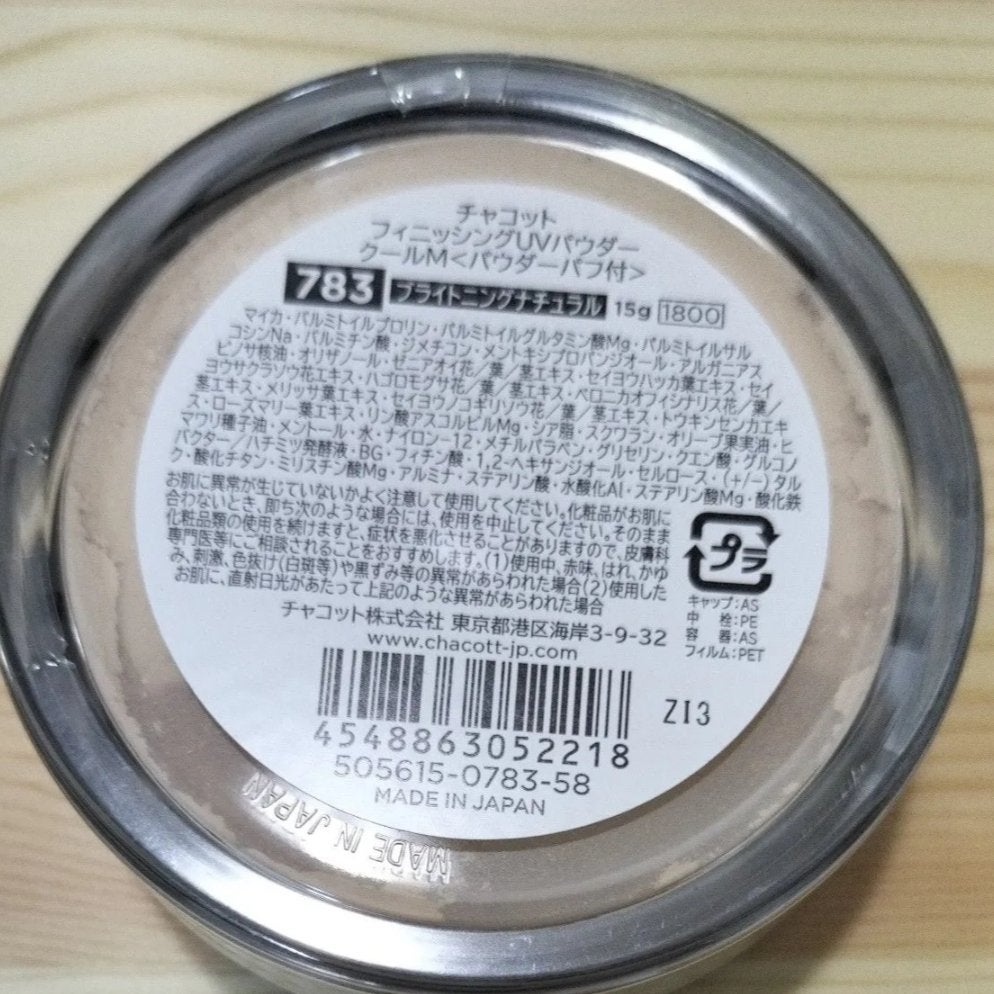 チャコット
フィニッシングUVパウダー
クールM<パウダーパフ付>
783 ブライトニングナチュラル 15g 1800
マイカ・パルミトイルプロリン・パルミトイルグルタミン酸Mg・パルミトイルサル
コシンNa・パルミチン酸・ジメチコン・メントキシプロパンジオール・アルガニアス
ピノサ核油・オリザノール・ゼニアオイ花/葉/茎エキス・セイヨウハッカ葉エキス・セイ
ヨウサクラソウ花エキス・ハゴロモグサ花/葉/茎エキス・ベロニカオフィシナリス花/葉/
茎エキス・メリッサ葉エキス・セイヨウノコギリソウ花/葉/茎エキス・トウキンセンカエキ
ス・ローズマリー葉エキス・リン酸アスコルビルMg・シア脂・スクワラン・オリーブ果実油・ヒ
マワリ種子油・メントール・水・ナイロン-12・メチルパラベン・グリセリン・クエン酸・グルコノ
バクター/ハチミツ発酵液・BG・フィチン酸・1,2-ヘキサンジオール・セルロース・(+/-)タル
ク・酸化チタン・ミリスチン酸Mg・アルミナ・ステアリン酸・水酸化Al・ステアリン酸Mg・酸化鉄
お肌に異常が生じていないかよく注意して使用してください。化粧品がお肌に
合わないとき、即ち次のような場合には、使用を中止してください。そのまま
化粧品類の使用を続けますと、症状を悪化させることがありますので、皮膚科
専門医等にご相談されることをおすすめします。(1)使用中、赤味、はれ、かゆ
み、刺激、色抜け(白斑等)や黒ずみ等の異常があらわれた場合(2)使用した
お肌に、直射日光があたって上記のような異常があらわれた場合
プラ
キャップ:AS
中 栓:PE
容 器:AS
フィルム:PET
チャコット株式会社 東京都港区海岸3-9-32
www.chacott-jp.com
ZI3
4548863052218
505615-0783-58
MADE IN JAPAN
MADE IN JAPAN